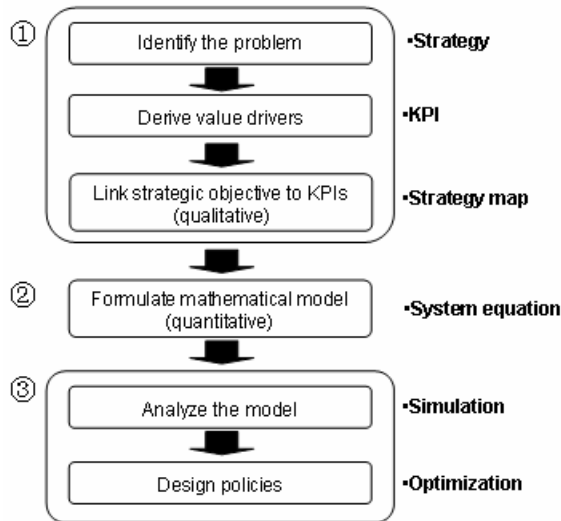 ①
Identify the problem
•Strategy
Derive value drivers
•KPI
Link strategic objective to KPIs
(qualitative)
•Strategy map
②
Formulate mathematical model
(quantitative)
•System equation
③
Analyze the model
•Simulation
Design policies
•Optimization